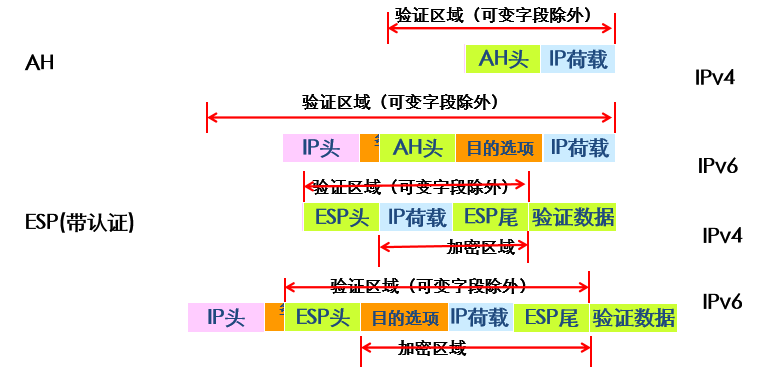 验证区域（可变字段除外）
AH
AH头 IP荷载
IPv4
验证区域（可变字段除外）
IP头 AH头 目的选项 IP荷载
IPv6
验证区域（可变字段除外）
ESP(带认证)
ESP头 IP荷载 ESP尾 验证数据
IPv4
加密区域
验证区域（可变字段除外）
IPv6
IP头 ESP头 目的选项 IP荷载 ESP尾 验证数据
加密区域